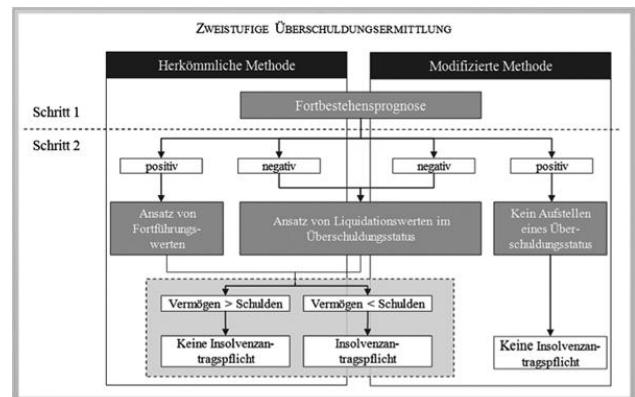 ZWEISTUFIGE ÜBERSCHULDUNGSERMITTLUNG
Herkömmliche Methode
Modifizierte Methode
Schritt 1
Fortbestehensprognose
Schritt 2
positiv
negativ
negativ
positiv
Ansatz von
Fortführungs-
werten
Ansatz von Liquidationswerten im
Überschuldungsstatus
Kein Aufstellen
eines Über-
schuldungsstatus
Vermögen > Schulden
Vermögen < Schulden
Keine Insolvenzan-
tragspflicht
Insolvenzan-
tragspflicht
Keine Insolvenzan-
tragspflicht